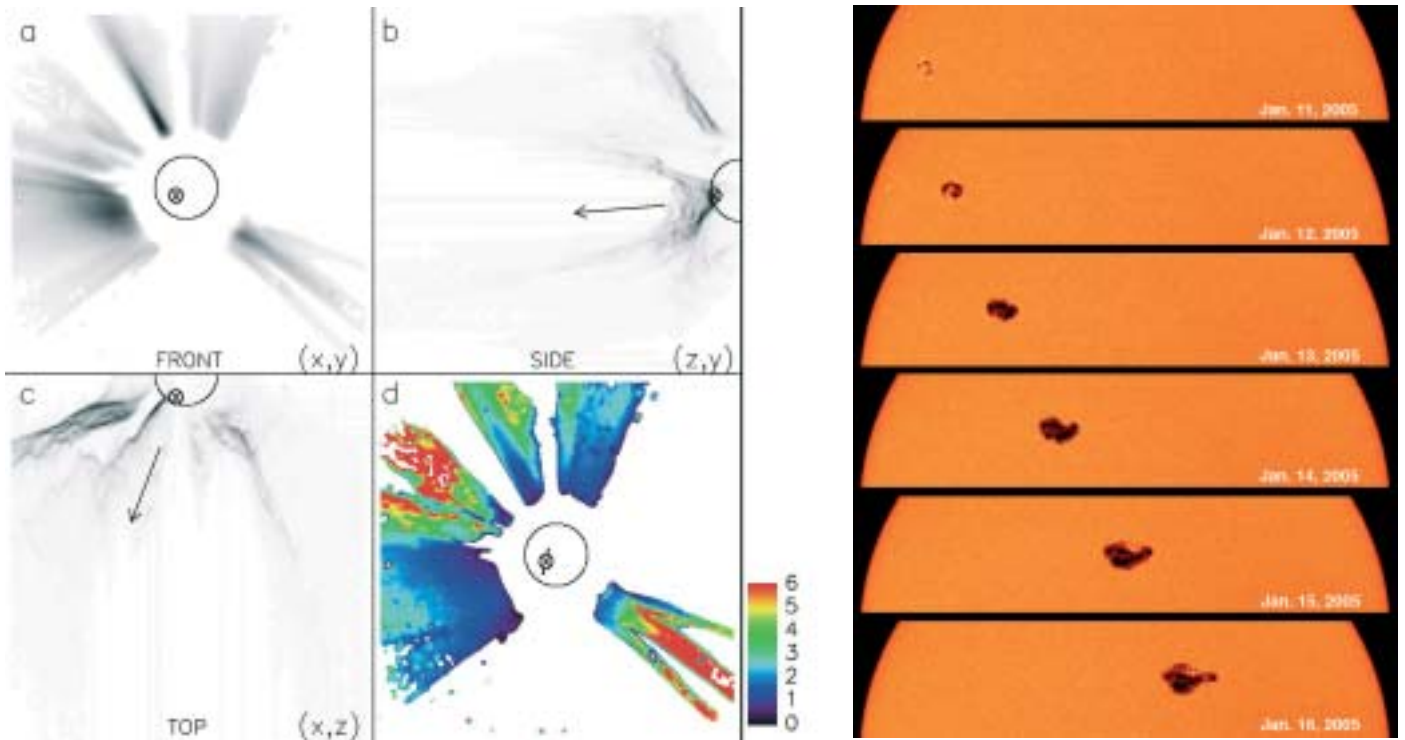 a
b
FRONT (x,y)
SIDE (z,y)
c
d
TOP (x,z)
6
5
4
3
2
1
0
Jan. 11, 2005
Jan. 12, 2005
Jan. 13, 2005
Jan. 14, 2005
Jan. 15, 2005
Jan. 16, 2005